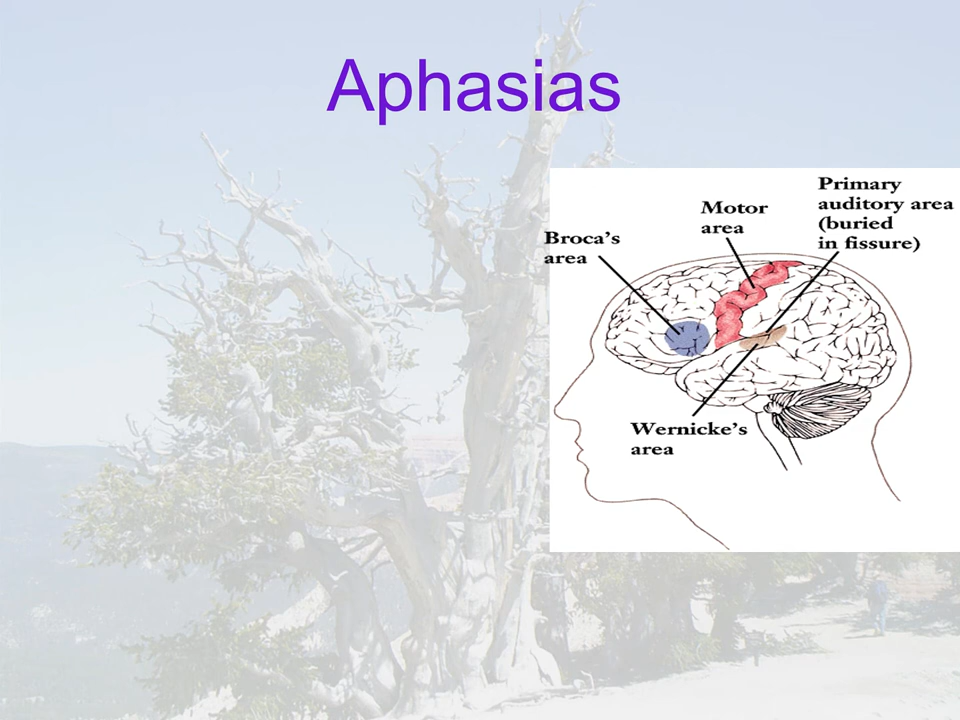 Aphasias
Primary
auditory area
(buried
in fissure)
Motor
area
Broca's
area
Wernicke's
area